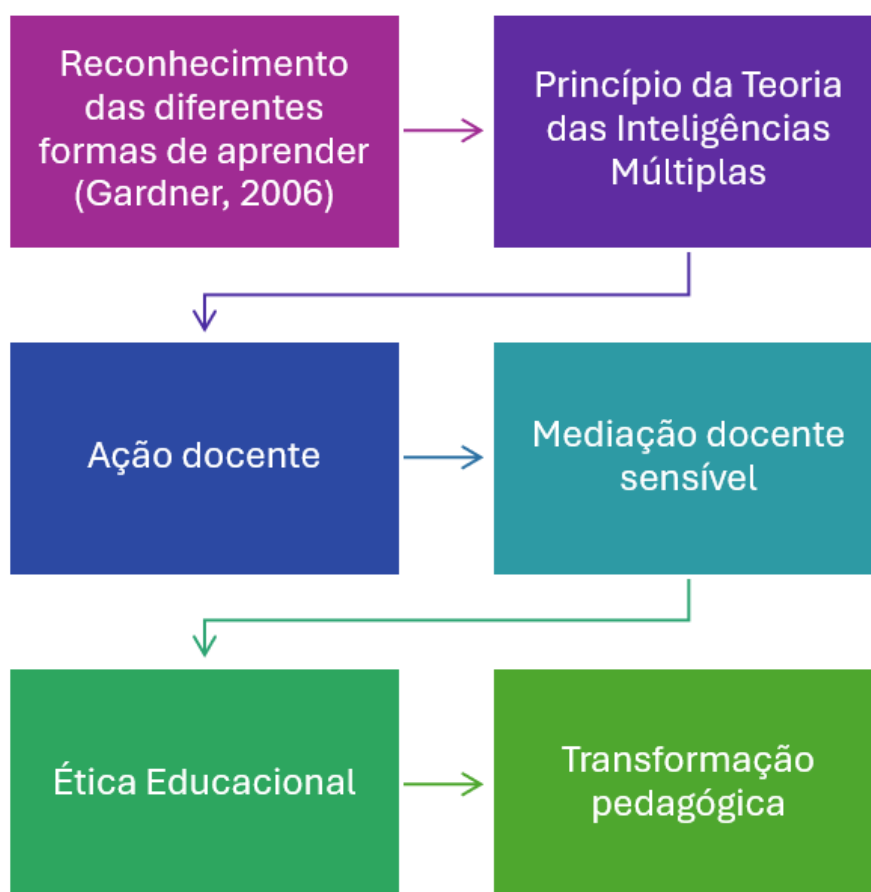 Reconhecimento
das diferentes
formas de aprender
(Gardner, 2006)
Princípio da Teoria
das Inteligências
Múltiplas
Ação docente
Mediação docente
sensível
Ética Educacional
Transformação
pedagógica